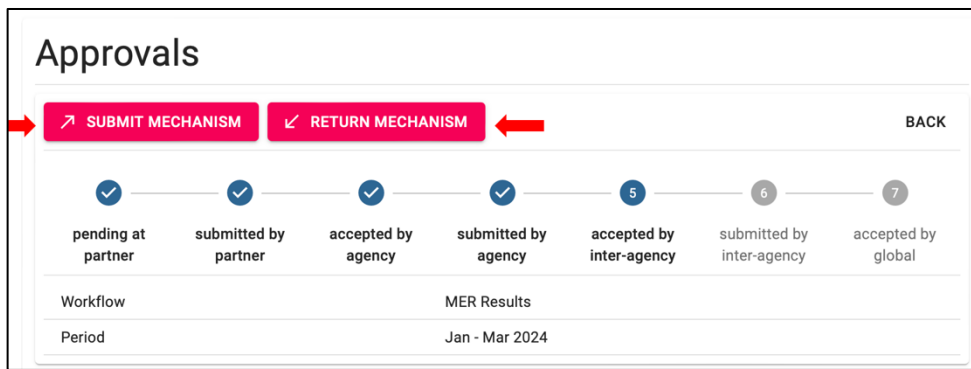 Approvals
SUBMIT MECHANISM RETURN MECHANISM BACK
5 6 7
pending at partner submitted by partner accepted by agency submitted by agency accepted by inter-agency submitted by inter-agency accepted by global
Workflow MER Results
Period Jan - Mar 2024